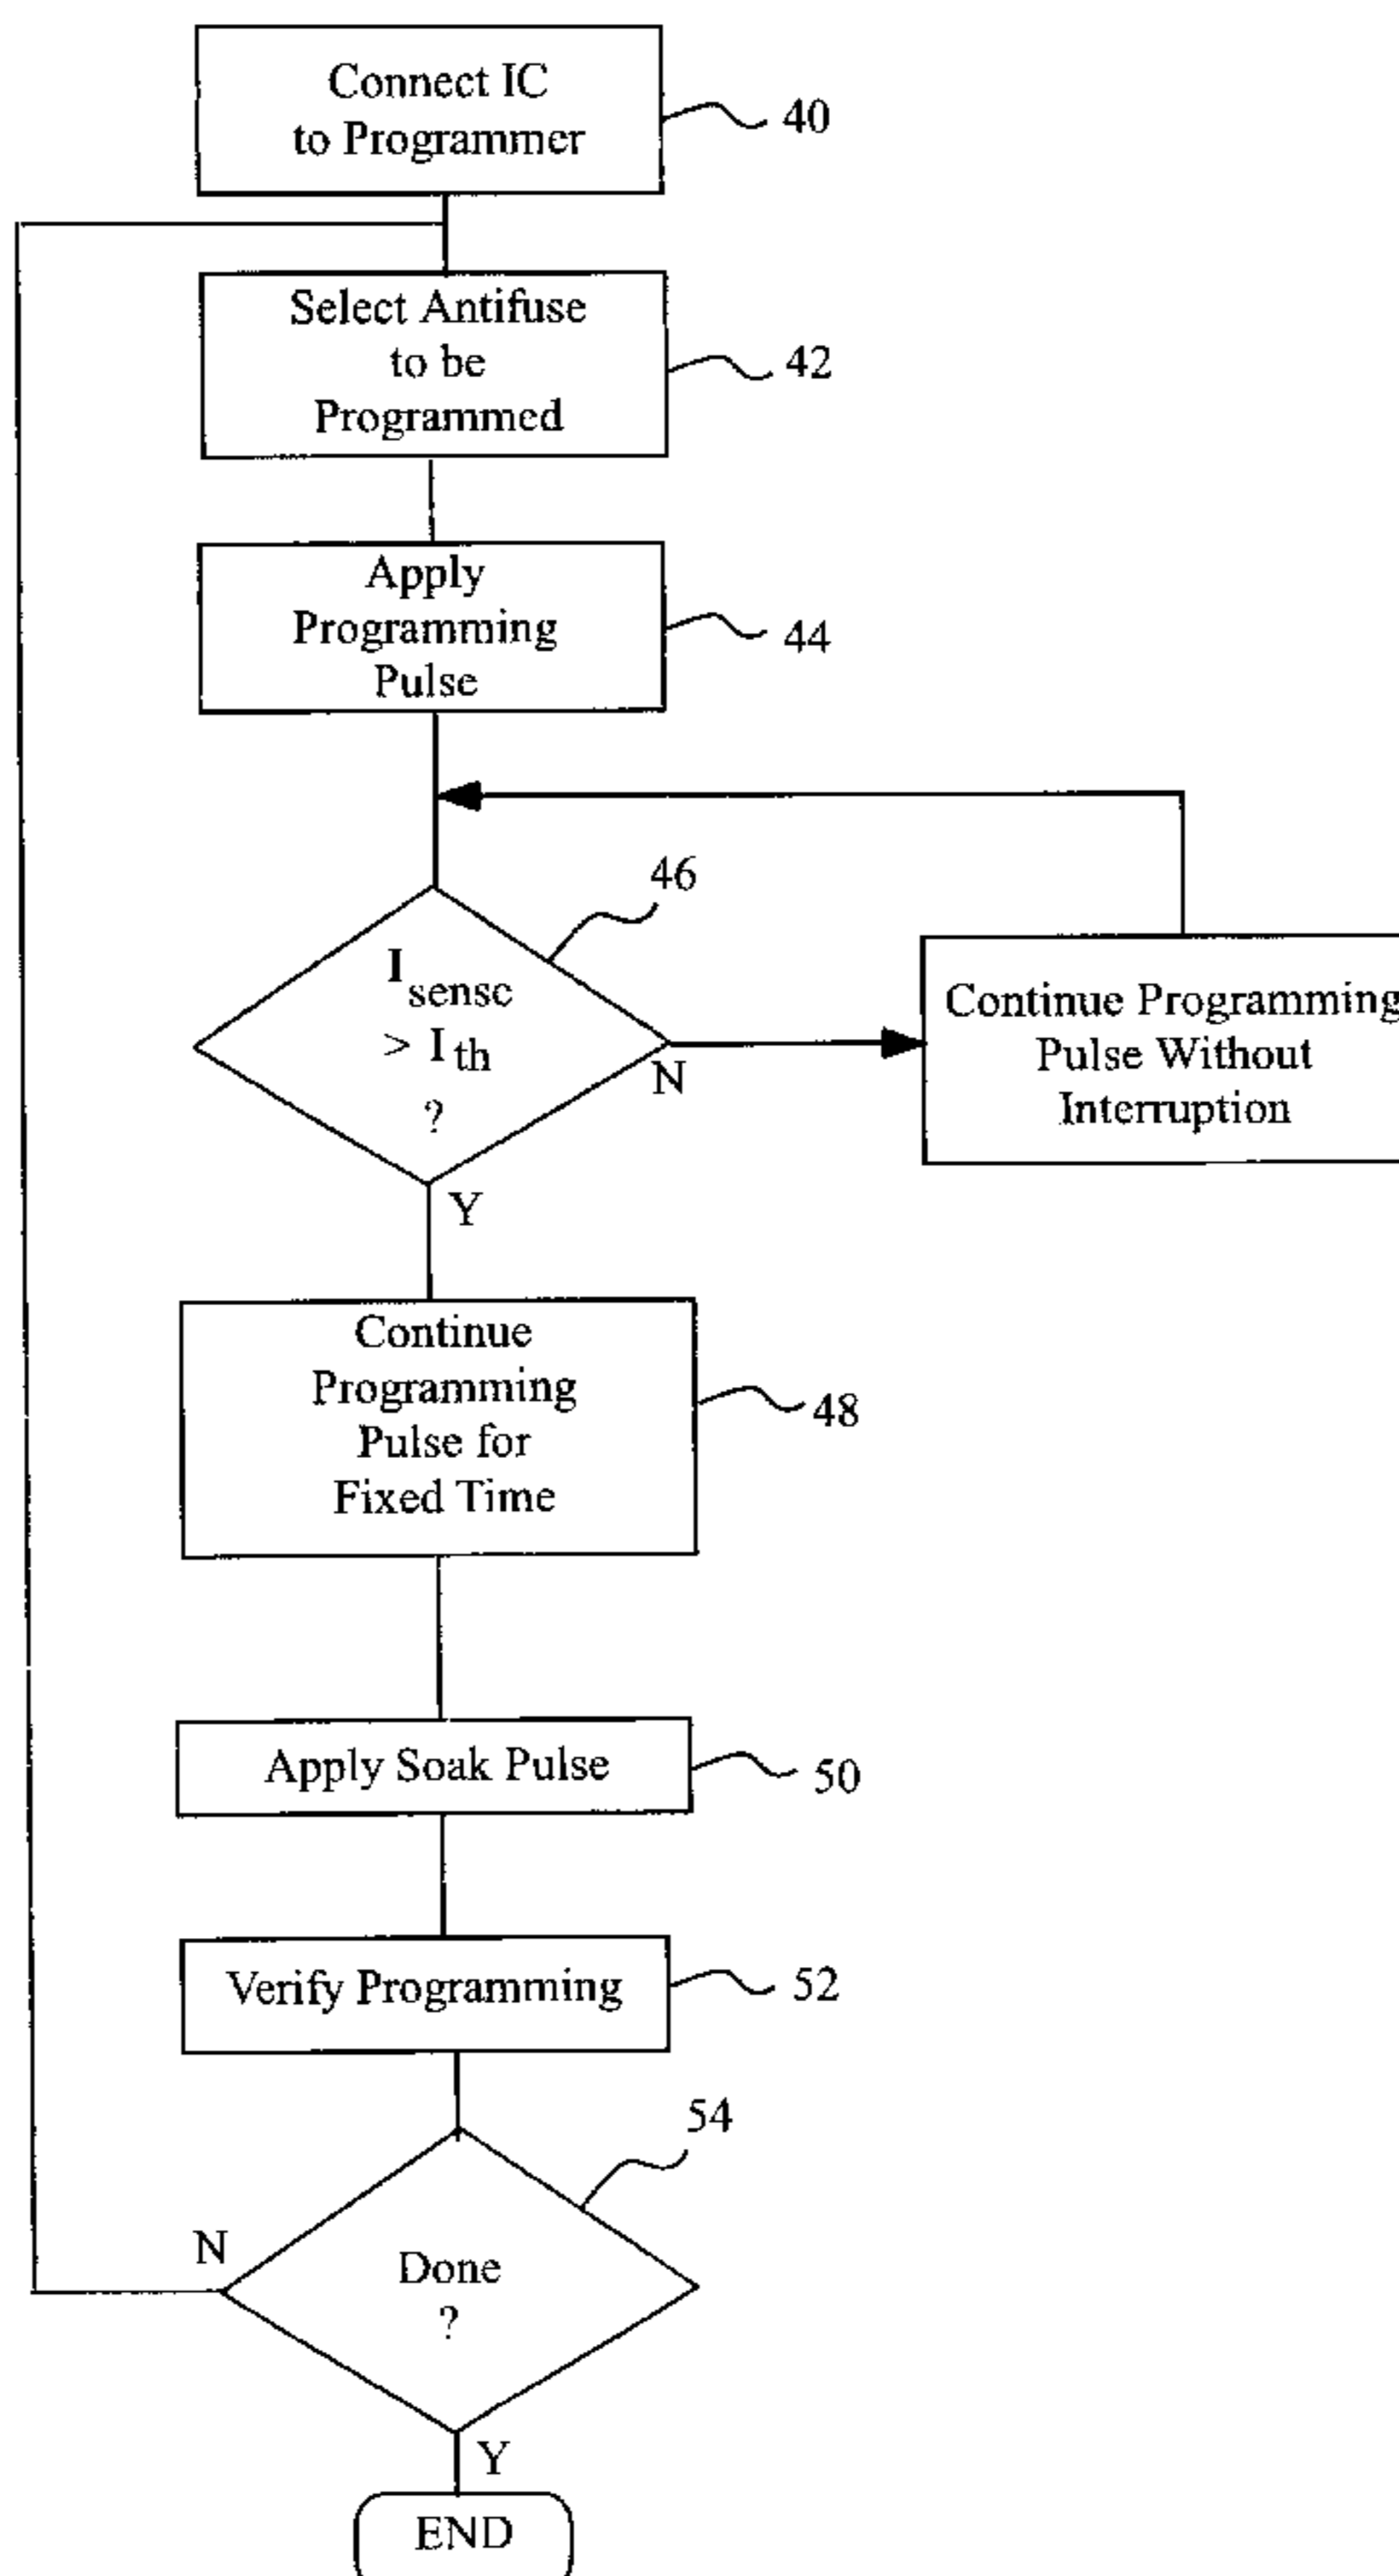 Connect IC
to Programmer
40
Select Antifuse
to be
Programmed
42
Apply
Programming
Pulse
44
46
I sense
> I th
?
N
Y
Continue Programming
Pulse Without
Interruption
Continue
Programming
Pulse for
Fixed Time
48
Apply Soak Pulse
50
Verify Programming
52
54
N
Done
?
Y
END